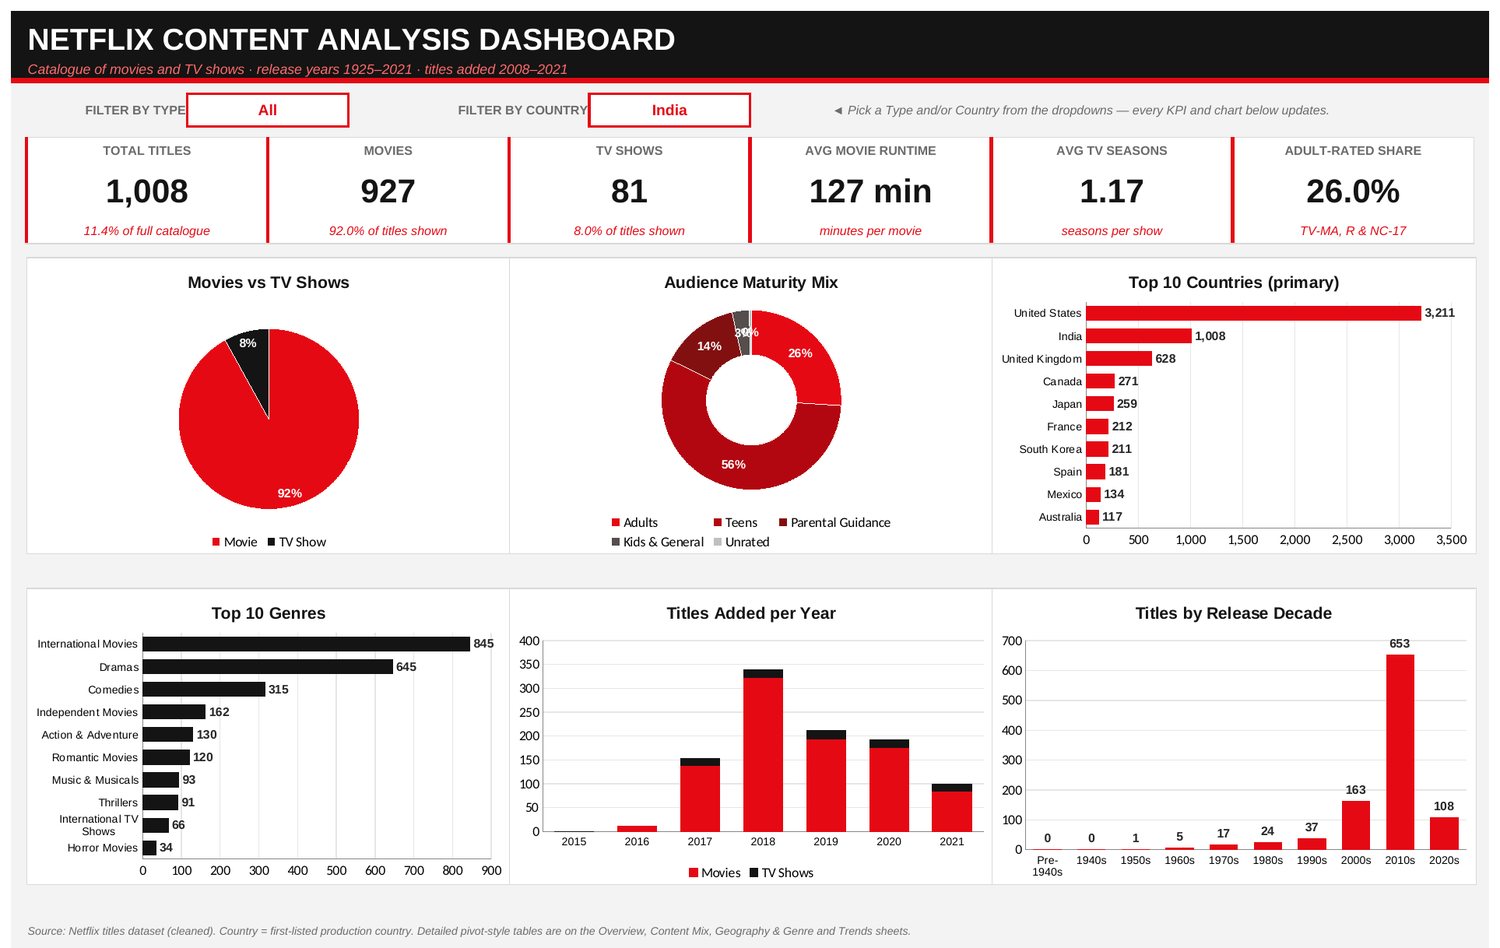 NETFLIX CONTENT ANALYSIS DASHBOARD
Catalogue of movies and TV shows · release years 1925–2021 · titles added 2008–2021
FILTER BY TYPE All FILTER BY COUNTRY India ◄ Pick a Type and/or Country from the dropdowns — every KPI and chart below updates.
TOTAL TITLES
1,008
11.4% of full catalogue
MOVIES
927
92.0% of titles shown
TV SHOWS
81
8.0% of titles shown
AVG MOVIE RUNTIME
127 min
minutes per movie
AVG TV SEASONS
1.17
seasons per show
ADULT-RATED SHARE
26.0%
TV-MA, R & NC-17
Movies vs TV Shows
8%
92%
Movie TV Show
Audience Maturity Mix
3% 0%
14% 26%
56%
Adults Teens Parental Guidance
Kids & General Unrated
Top 10 Countries (primary)
United States 3,211
India 1,008
United Kingdom 628
Canada 271
Japan 259
France 212
South Korea 211
Spain 181
Mexico 134
Australia 117
0 500 1,000 1,500 2,000 2,500 3,000 3,500
Top 10 Genres
International Movies 845
Dramas 645
Comedies 315
Independent Movies 162
Action & Adventure 130
Romantic Movies 120
Music & Musicals 93
Thrillers 91
International TV
Shows 66
Horror Movies 34
0 100 200 300 400 500 600 700 800 900
Titles Added per Year
400
350
300
250
200
150
100
50
0
2015 2016 2017 2018 2019 2020 2021
Movies TV Shows
Titles by Release Decade
700
600
500
400
300
200
100
0
0 0 1 5 17 24 37 163 653 108
Pre-
1940s 1940s 1950s 1960s 1970s 1980s 1990s 2000s 2010s 2020s
Source: Netflix titles dataset (cleaned). Country = first-listed production country. Detailed pivot-style tables are on the Overview, Content Mix, Geography & Genre and Trends sheets.